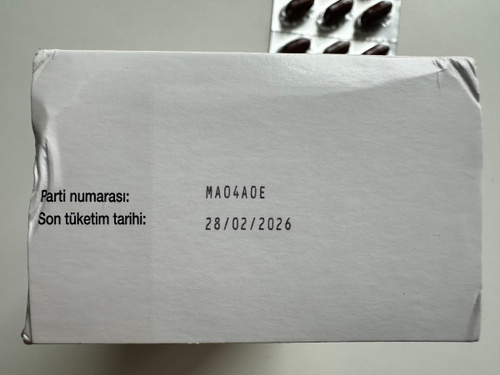 Parti numarası: MA04A0E
Son tüketim tarihi: 28/02/2026